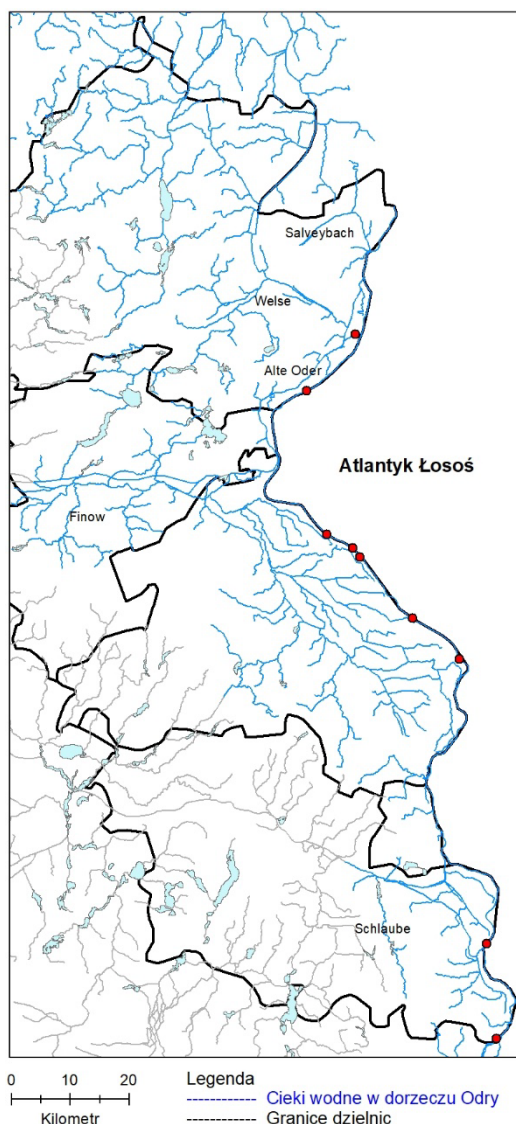 Salveybach
Welse
Alte Oder
Atlantyk Łosoś
Finow
Schlaube
0 10 20
Kilometr
Legenda
Cieki wodne w dorzeczu Odry
Granice dzielnic